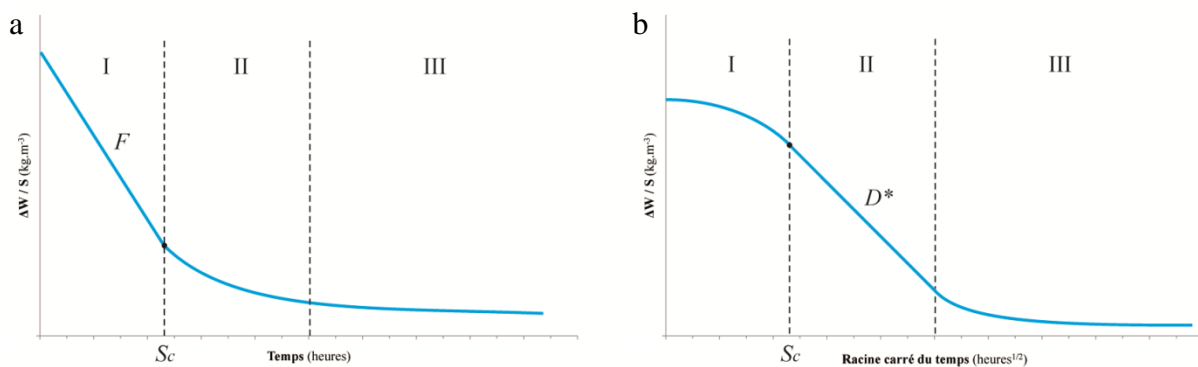 a
I II III
F
ΔW / S (kg.m-3)
Sc
Temps (heures)
b
I II III
D*
ΔW / S (kg.m-3)
Sc
Racine carré du temps (heures1/2)